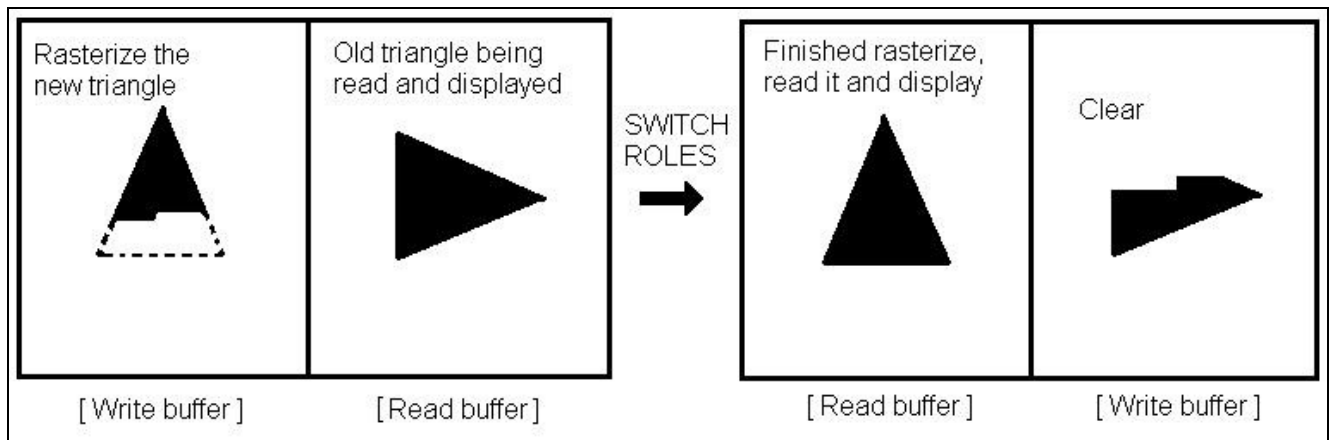 Rasterize the
new triangle
Old triangle being
read and displayed
SWITCH
ROLES
Finished rasterize,
read it and display
Clear
[ Write buffer ]
[ Read buffer ]
[ Read buffer ]
[ Write buffer ]